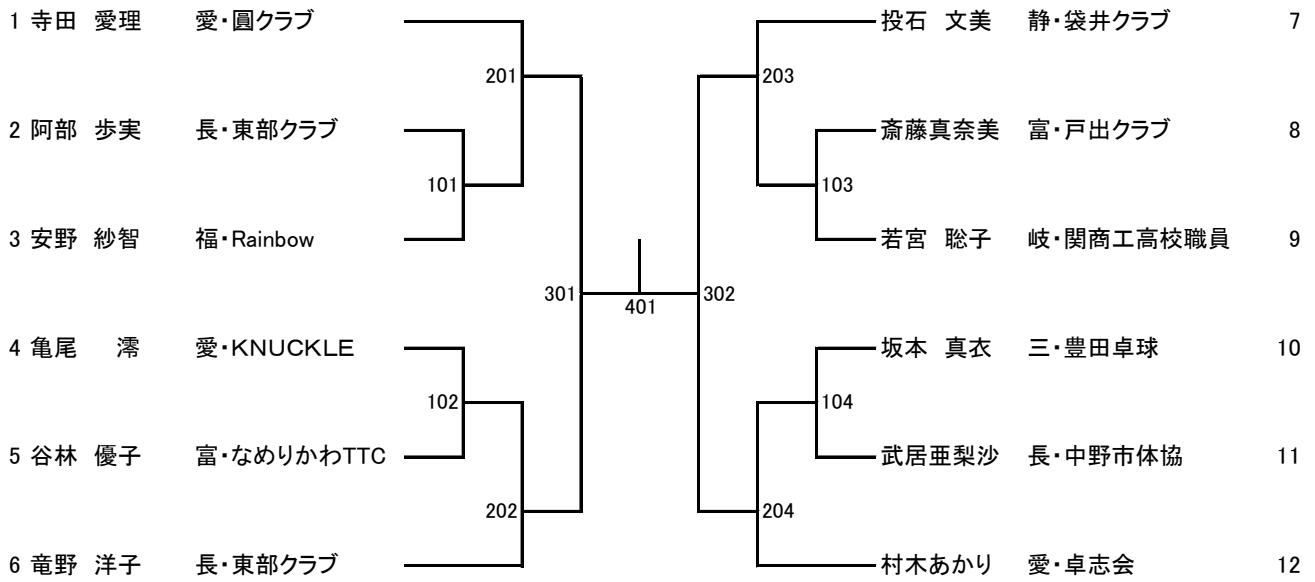 1 寺田 愛理 愛・圓クラブ
201
2 阿部 歩実 長・東部クラブ
101
3 安野 紗智 福・Rainbow
301
4 亀尾 澪 愛・KNUCKLE
102
5 谷林 優子 富・なめりかわTTC
202
6 竜野 洋子 長・東部クラブ
401
投石 文美 静・袋井クラブ 7
203
斎藤真奈美 富・戸出クラブ 8
103
若宮 聡子 岐・関商工高校職員 9
302
坂本 真衣 三・豊田卓球 10
104
武居亜梨沙 長・中野市体協 11
204
村木あかり 愛・卓志会 12